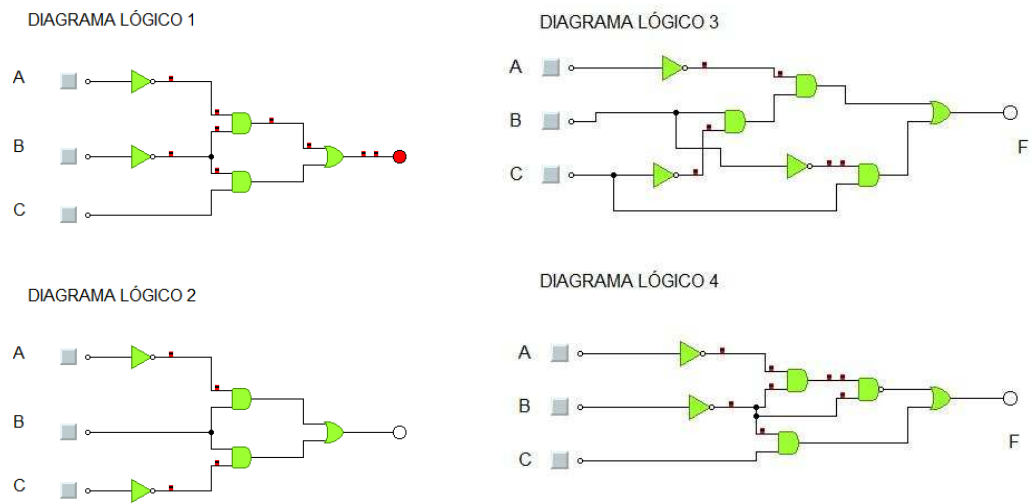 DIAGRAMA LÓGICO 1
A
B
C
DIAGRAMA LÓGICO 2
A
B
C
DIAGRAMA LÓGICO 3
A
B
C
F
DIAGRAMA LÓGICO 4
A
B
C
F